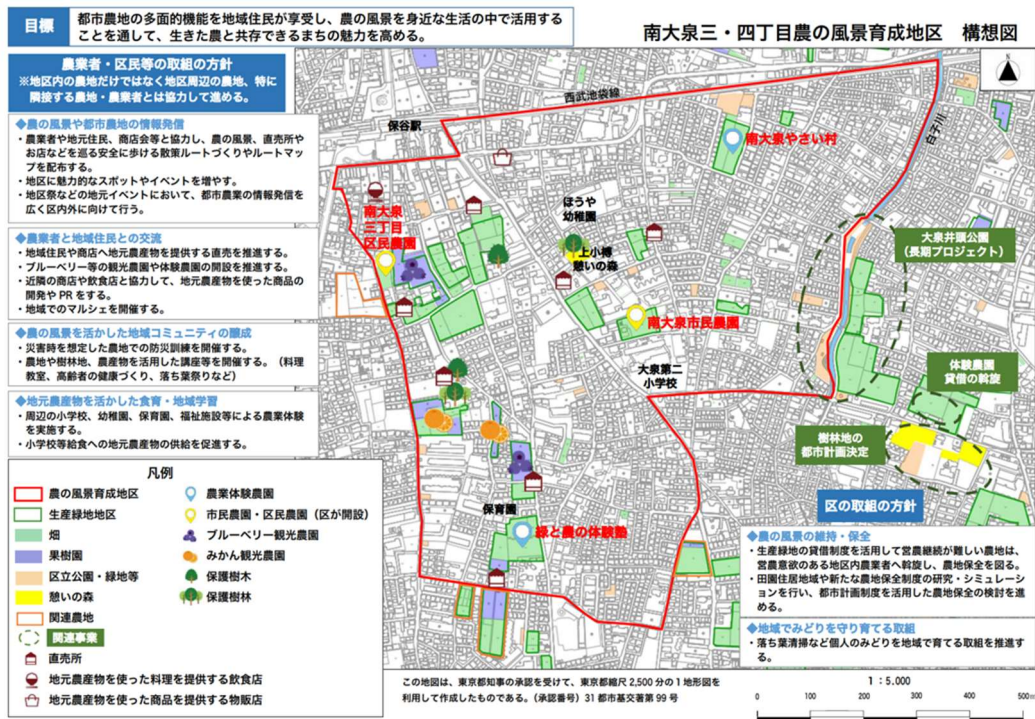 目標
都市農地の多面的機能を地域住民が享受し、農の風景を身近な生活の中で活用する
ことを通して、生きた農と共存できるまちの魅力を高める。
南大泉三・四丁目農の風景育成地区 構想図
農業者・区民等の取組の方針
※地区内の農地だけではなく地区周辺の農地、特に
隣接する農地・農業者とは協力して進める。
◆農の風景や都市農地の情報発信
・農業者や地元住民、商店会等と協力し、農の風景、直売所や
お店などを巡る安全に歩ける散策ルートづくりやルートマップ
を配布する。
・地区に魅力的なスポットやイベントを増やす。
・地区祭などの地元イベントにおいて、都市農業の情報発信を
広く区内外に向けて行う。
◆農業者と地域住民との交流
・地域住民や商店へ地元農産物を提供する直売を推進する。
・ブルーベリー等の観光農園や体験農園の開設を推進する。
・近隣の商店や飲食店と協力して、地元農産物を使った商品の
開発や PR をする。
・地域でのマルシェを開催する。
◆農の風景を活かした地域コミュニティの醸成
・災害時を想定した農地での防災訓練を開催する。
・農地や樹林地、農産物を活用した講座等を開催する。（料理
教室、高齢者の健康づくり、落ち葉祭りなど）
◆地元農産物を活かした食育・地域学習
・周辺の小学校、幼稚園、保育園、福祉施設等による農業体験
を実施する。
・小学校等給食への地元農産物の供給を促進する。
凡例
農の風景育成地区
生産緑地地区
畑
果樹園
区立公園・緑地等
憩いの森
関連農地
関連事業
直売所
地元農産物を使った料理を提供する飲食店
地元農産物を使った商品を提供する物販店
農業体験農園
市民農園・区民農園（区が開設）
ブルーベリー観光農園
みかん観光農園
保護樹木
保護樹林
西武池袋線
保谷駅
白子川
南大泉やさい村
南大泉
三丁目
区民農園
ほうや
幼稚園
上小榑
憩いの森
南大泉市民農園
大泉第二
小学校
大泉井頭公園
（長期プロジェクト）
体験農園
貸借の斡旋
樹林地の
都市計画決定
保育園
緑と農の体験塾
区の取組の方針
◆農の風景の維持・保全
・生産緑地の貸借制度を活用して営農継続が難しい農地は、
営農意欲のある地区内農業者へ斡旋し、農地保全を図る。
・田園住居地域や新たな農地保全制度の研究・シミュレー
ションを行い、都市計画制度を活用した農地保全の検討を進
める。
◆地域でみどりを守り育てる取組
・落ち葉清掃など個人のみどりを地域で育てる取組を推進す
る。
この地図は、東京都知事の承認を受けて、東京都縮尺 2,500 分の 1 地形図を
利用して作成したものである。（承認番号）31 都市基交著第 99 号
1 : 5,000
0 100 200 300 400 500m